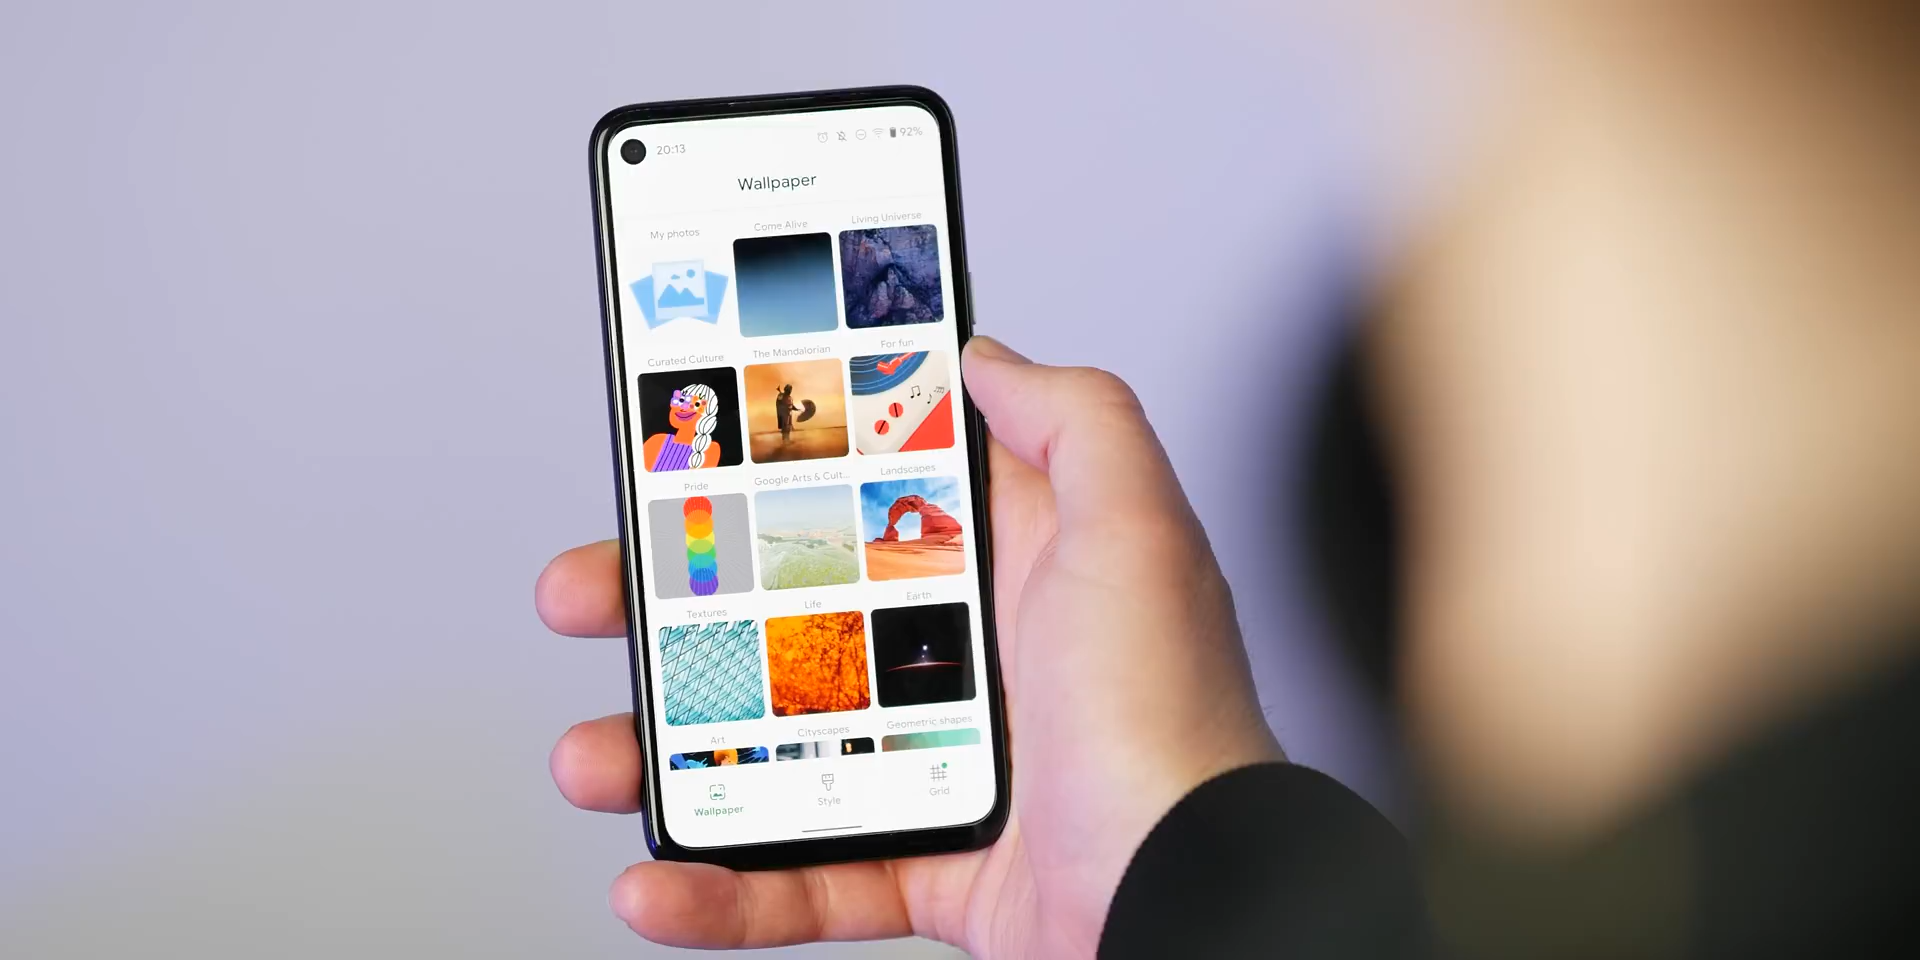 20:13
92%
Wallpaper
My photos
Come Alive
Living Universe
Curated Culture
The Mandalorian
For fun
Pride
Google Arts & Cult...
Landscapes
Textures
Life
Earth
Art
Cityscapes
Geometric shapes
Wallpaper
Style
Grid